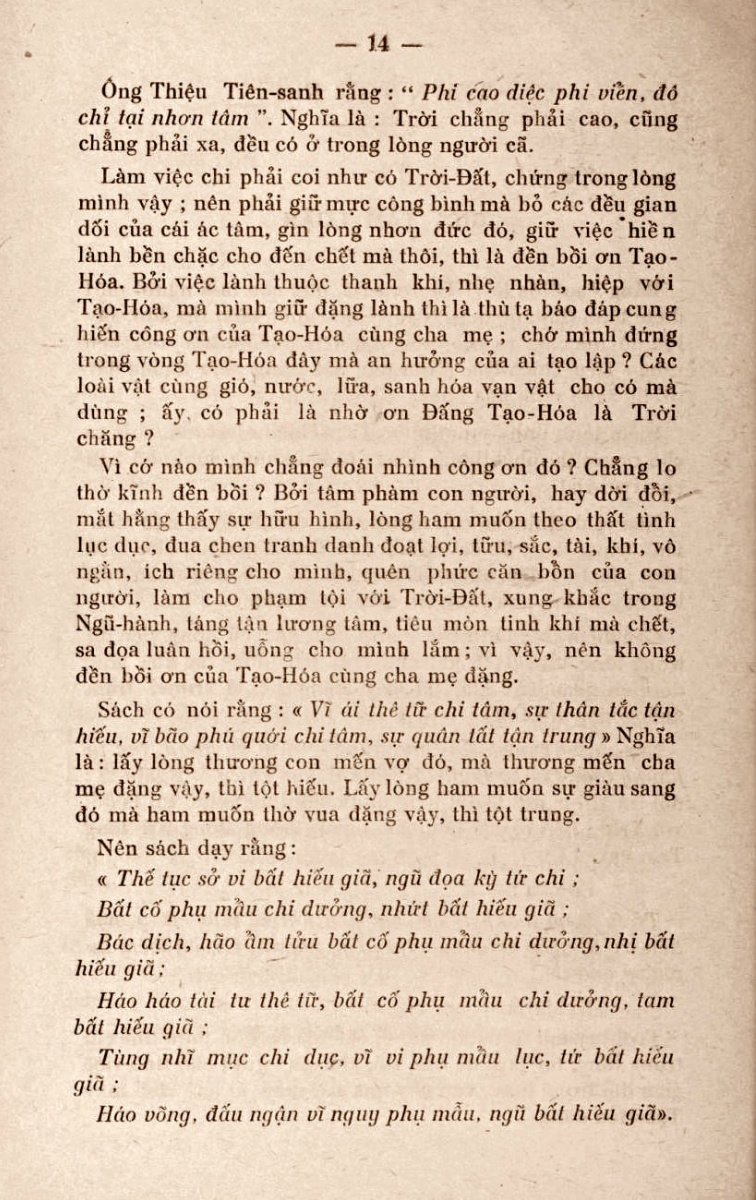 — 14 —
Ông Thiệu Tiên-sanh rằng : “ Phi cao diệc phi viễn, đô
chỉ tại nhơn tâm ”. Nghĩa là : Trời chẳng phải cao, cũng
chẳng phải xa, đều có ở trong lòng người cã.
Làm việc chi phải coi như có Trời-Đất, chứng trong lòng
mình vậy ; nên phải giữ mực công bình mà bỏ các đều gian
dối của cái ác tâm, gìn lòng nhơn đức đó, giữ việc hiền
lành bền chặc cho đến chết mà thôi, thì là đền bồi ơn Tạo-
Hóa. Bởi việc lành thuộc thanh khí, nhẹ nhàn, hiệp với
Tạo-Hóa, mà mình giữ đặng lành thì là thù tạ báo đáp cung
hiến công ơn của Tạo-Hóa cùng cha mẹ ; chớ mình đứng
trong vòng Tạo-Hóa đây mà an hưởng của ai tạo lập ? Các
loài vật cùng gió, nước, lữa, sanh hóa vạn vật cho có mà
dùng ; ấy, có phải là nhờ ơn Đấng Tạo-Hóa là Trời
chăng ?
Vì cớ nào mình chẳng đoái nhình công ơn đó ? Chẳng lo
thờ kĩnh đền bồi ? Bởi tâm phàm con người, hay dời đổi,
mắt hằng thấy sự hữu hình, lòng ham muốn theo thất tình
lục dục, đua chen tranh danh đoạt lợi, tữu, sắc, tài, khí, vô
ngằn, ích riêng cho mình, quên phức căn bổn của con
người, làm cho phạm tội với Trời-Đất, xung khắc trong
Ngũ-hành, táng tận lương tâm, tiêu mòn tinh khí mà chết,
sa đọa luân hồi, uổng cho mình lắm ; vì vậy, nên không
đền bồi ơn của Tạo-Hóa cùng cha mẹ đặng.
Sách có nói rằng : « Vĩ ái thê tữ chi tâm, sự thân tắc tận
hiếu, vĩ bão phú quới chi tâm, sự quân tất tận trung » Nghĩa
là : lấy lòng thương con mến vợ đó, mà thương mến cha
mẹ đặng vậy, thì tột hiếu. Lấy lòng ham muốn sự giàu sang
đó mà ham muốn thờ vua đặng vậy, thì tột trung.
Nên sách dạy rằng :
« Thế tục sở vi bất hiếu giã, ngũ đọa kỳ tứ chi ;
Bất cố phụ mẫu chi dưởng, nhứt bất hiếu giã ;
Bác dịch, hão ẩm tửu bất cố phụ mẫu chi dưởng, nhị bất
hiếu giã ;
Háo háo tài tư thê tữ, bất cố phụ mẫu chi dưởng, tam
bất hiếu giã ;
Tùng nhĩ mục chi dục, vĩ vi phụ mẫu lục, tứ bất hiếu
giã ;
Háo võng, đấu ngận vĩ nguy phụ mẫu, ngũ bất hiếu giã».